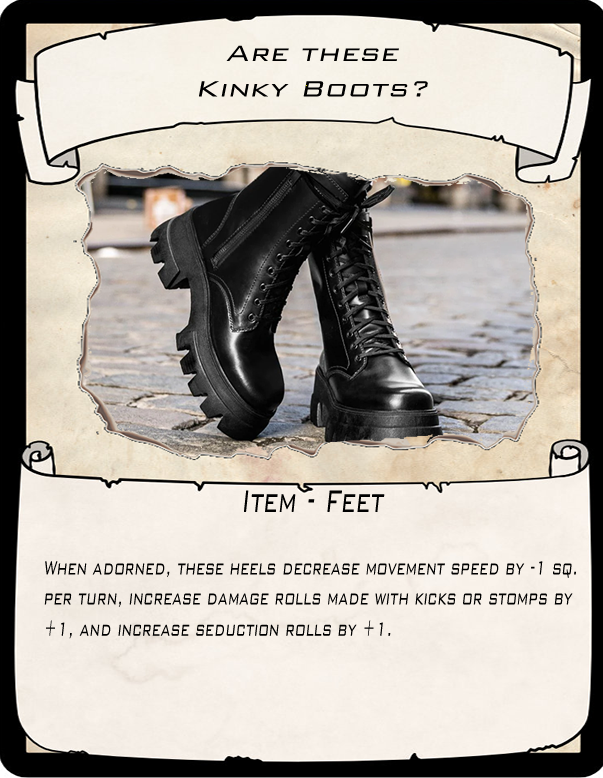 Are these
Kinky Boots?
Item - Feet
When adorned, these heels decrease movement speed by -1 sq.
per turn, increase damage rolls made with kicks or stomps by
+1, and increase seduction rolls by +1.